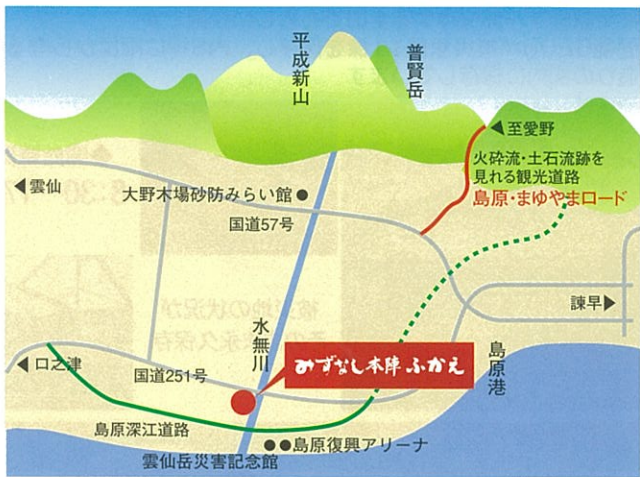 平成新山
普賢岳
◀至愛野
火砕流・土石流跡を
見れる観光道路
島原・まゆやまロード
◀雲仙
大野木場砂防みらい館●
国道57号
諫早▶
水無川
みずなし本陣ふかえ
島原港
◀口之津
国道251号
島原深江道路
●●島原復興アリーナ
雲仙岳災害記念館